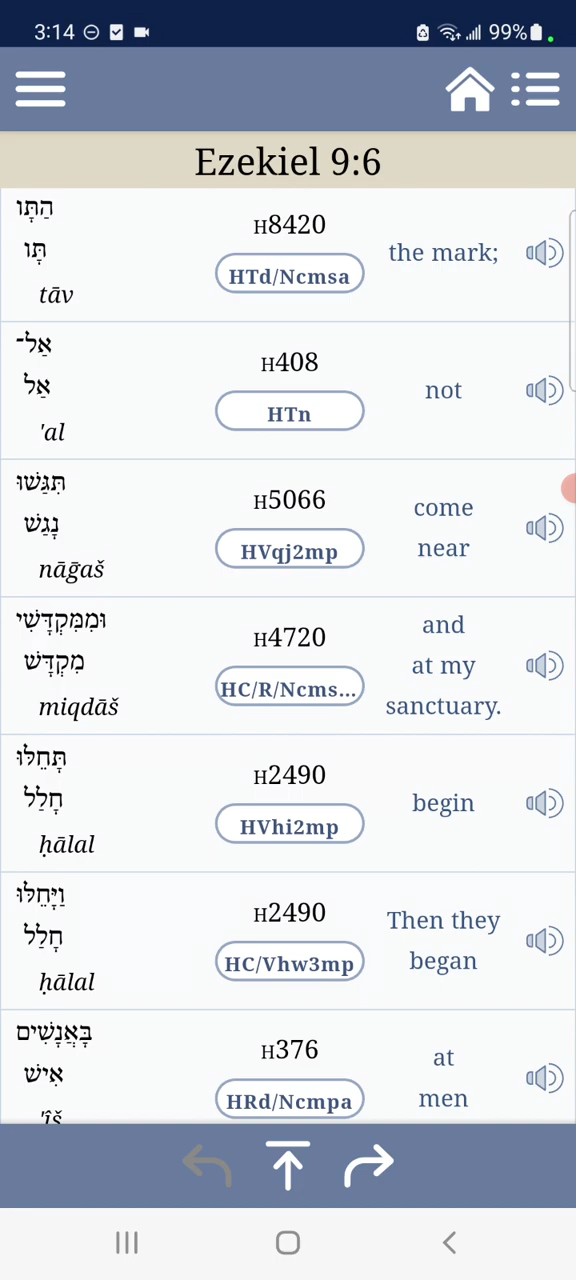 3:14 99%
Ezekiel 9:6
הַתָּו
תָּו
tāv
H8420
HTd/Ncmsa
the mark;
אַל־
אַל
'al
H408
HTn
not
תִּגַּשׁוּ
נָגַשׁ
nāḡaš
H5066
HVqj2mp
come
near
וּמִמִּקְדָּשִׁי
מִקְדָּשׁ
miqdāš
H4720
HC/R/Ncms...
and
at my
sanctuary.
תָּחֵלּוּ
חָלַל
ḥālal
H2490
HVhi2mp
begin
וַיָּחֵלּוּ
חָלַל
ḥālal
H2490
HC/Vhw3mp
Then they
began
בָּאֲנָשִׁים
אִישׁ
'îš
H376
HRd/Ncmpa
at
men